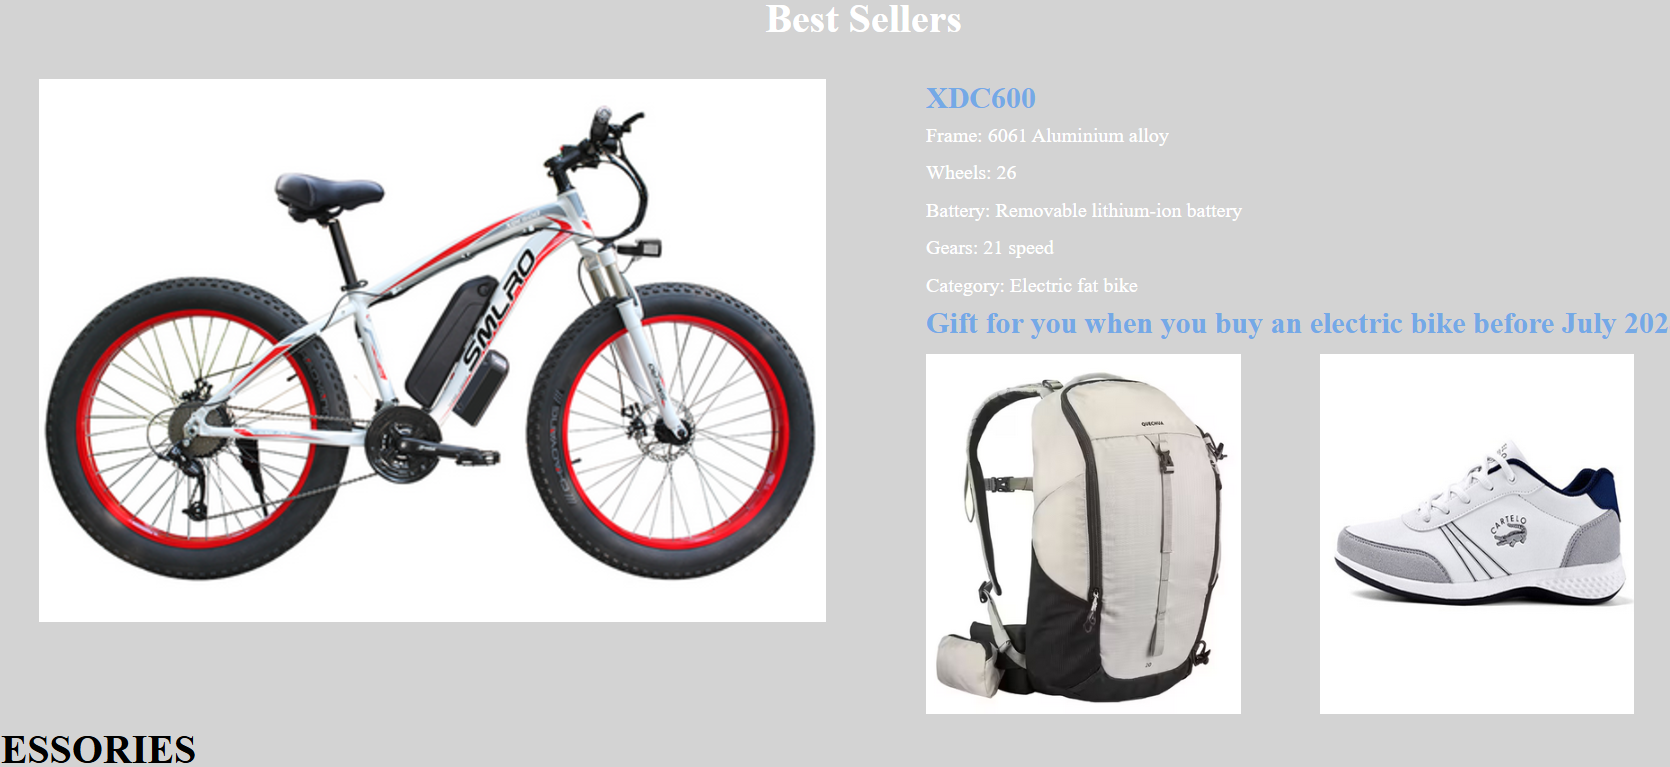 Best Sellers
XDC600
Frame: 6061 Aluminium alloy
Wheels: 26
Battery: Removable lithium-ion battery
Gears: 21 speed
Category: Electric fat bike
Gift for you when you buy an electric bike before July 202
SMLRO
QUECHUA
CARTELO
ESSORIES